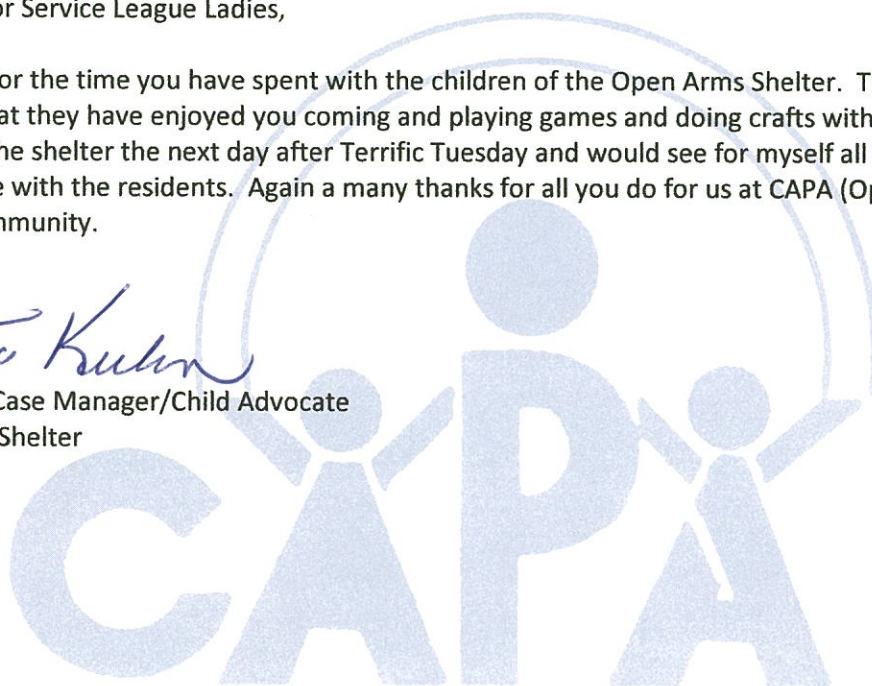 or Service League Ladies,
or the time you have spent with the children of the Open Arms Shelter. T
at they have enjoyed you coming and playing games and doing crafts with
he shelter the next day after Terrific Tuesday and would see for myself all
e with the residents. Again a many thanks for all you do for us at CAPA (Op
mmunity.
Kuhn
Case Manager/Child Advocate
Shelter
CAPA